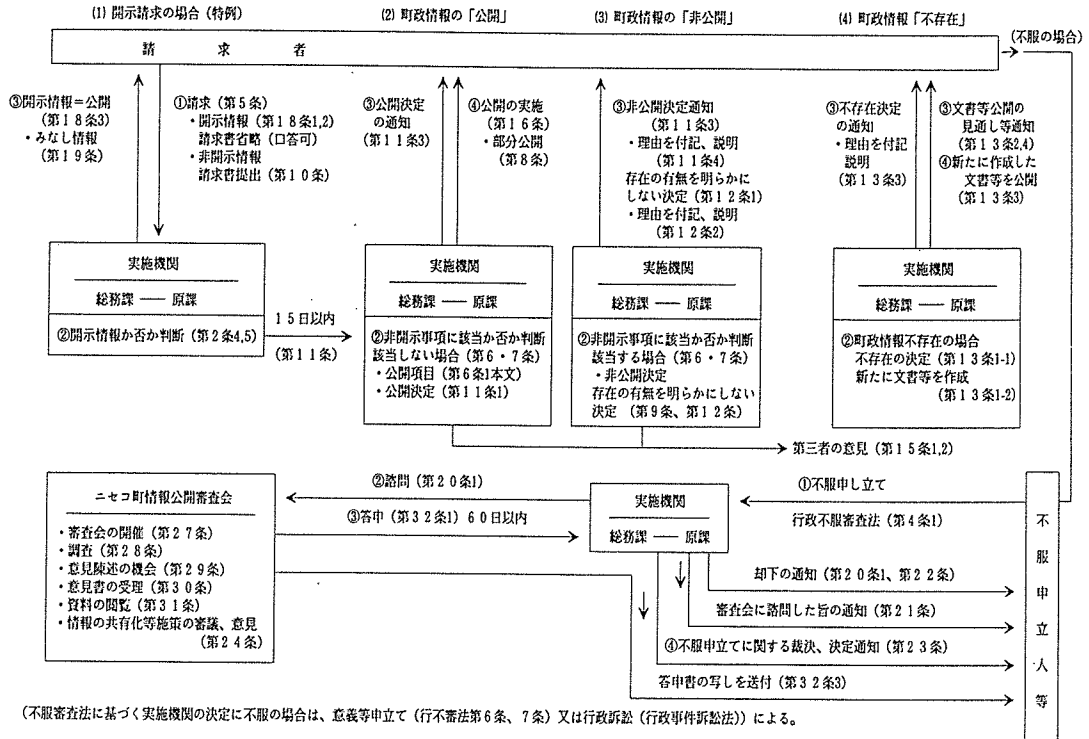 (1) 開示請求の場合（特例）
(2) 町政情報の「公開」
(3) 町政情報の「非公開」
(4) 町政情報「不存在」
(不服の場合)
請求者
③開示情報＝公開
(第１８条3)
・みなし情報
(第１９条)
①請求（第５条）
・開示情報（第１８条1,2）
請求書省略（口答可）
・非開示情報
請求書提出（第１０条）
③公開決定
の通知
(第１１条3)
④公開の実施
(第１６条)
・部分公開
(第８条)
③非公開決定通知
(第１１条3)
・理由を付記、説明
(第１１条4)
存在の有無を明らかに
しない決定（第１２条1）
・理由を付記、説明
(第１２条2)
③不存在決定
の通知
・理由を付記
説明
(第１３条3)
③文書等公開の
見通し等通知
(第１３条2,4)
④新たに作成した
文書等を公開
(第１３条3)
実施機関
総務課 ── 原課
②開示情報か否か判断（第２条4,5）
１５日以内
(第１１条)
実施機関
総務課 ── 原課
②非開示事項に該当か否か判断
該当しない場合（第６・７条）
・公開項目（第６条1本文）
・公開決定（第１１条1）
実施機関
総務課 ── 原課
②非開示事項に該当か否か判断
該当する場合（第６・７条）
・非公開決定
存在の有無を明らかにしない
決定（第９条、第１２条）
実施機関
総務課 ── 原課
②町政情報不存在の場合
不存在の決定（第１３条1-1）
新たに文書等を作成
(第１３条1-2)
第三者の意見（第１５条1,2）
ニセコ町情報公開審査会
・審査会の開催（第２７条）
・調査（第２８条）
・意見陳述の機会（第２９条）
・意見書の受理（第３０条）
・資料の閲覧（第３１条）
・情報の共有化等施策の審議、意見
(第２４条)
②諮問（第２０条1）
③答申（第３２条1）６０日以内
実施機関
総務課 ── 原課
①不服申し立て
行政不服審査法（第４条1）
却下の通知（第２０条1、第２２条）
審査会に諮問した旨の通知（第２１条）
④不服申立てに関する裁決、決定通知（第２３条）
答申書の写しを送付（第３２条3）
不服申立人等
(不服審査法に基づく実施機関の決定に不服の場合は、意義等申立て（行不審法第６条、７条）又は行政訴訟（行政事件訴訟法））による。